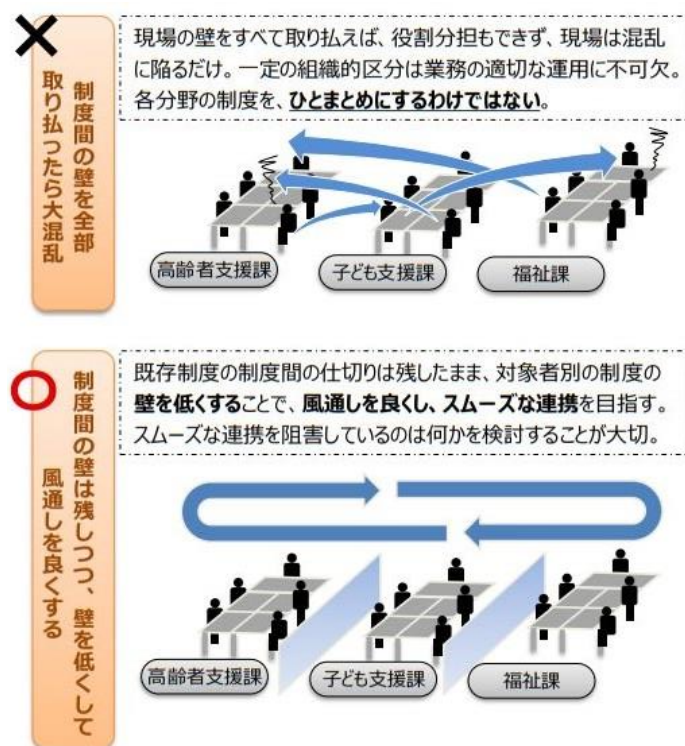 制度間の壁を全部
取り払ったら大混乱
現場の壁をすべて取り払えば、役割分担もできず、現場は混乱
に陥るだけ。一定の組織的区分は業務の適切な運用に不可欠。
各分野の制度を、ひとまとめにするわけではない。
高齢者支援課
子ども支援課
福祉課
制度間の壁は残しつつ、壁を低くして
風通しを良くする
既存制度の制度間の仕切りは残したまま、対象者別の制度の
壁を低くすることで、風通しを良くし、スムーズな連携を目指す。
スムーズな連携を阻害しているのは何かを検討することが大切。
高齢者支援課
子ども支援課
福祉課